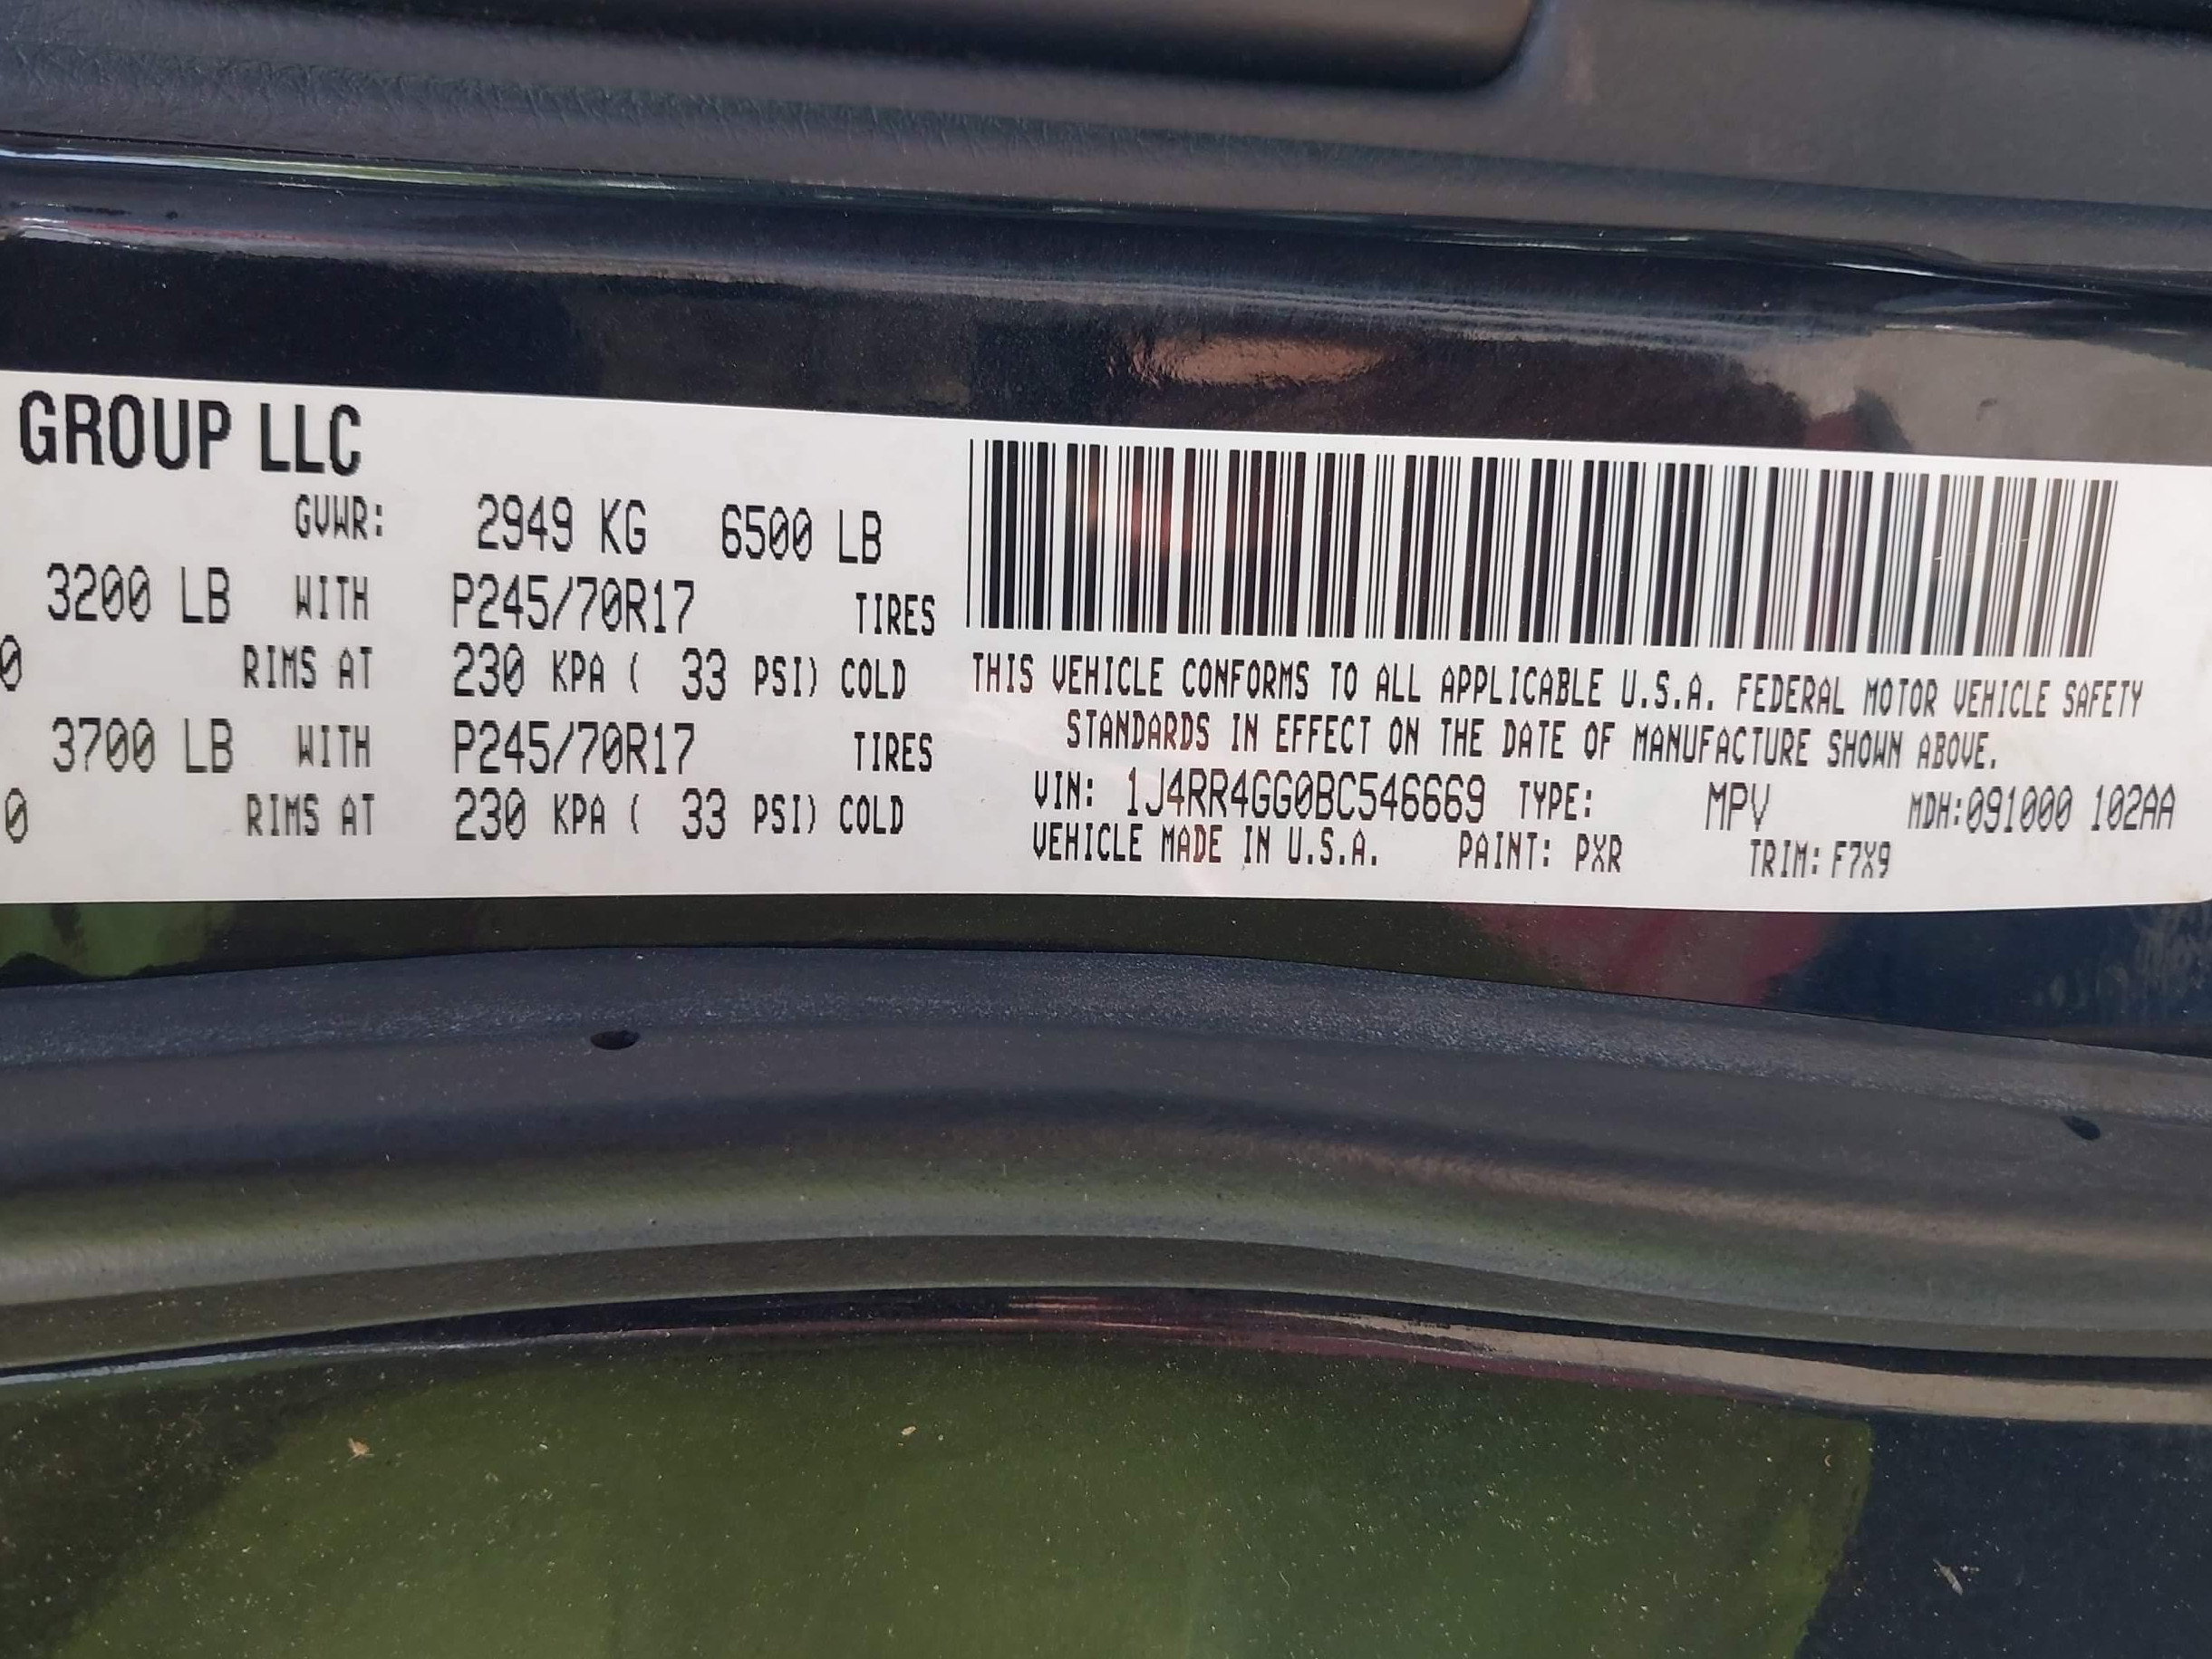 GROUP LLC
GVWR: 2949 KG 6500 LB
3200 LB WITH P245/70R17 TIRES
0 RIMS AT 230 KPA ( 33 PSI) COLD
3700 LB WITH P245/70R17 TIRES
0 RIMS AT 230 KPA ( 33 PSI) COLD
THIS VEHICLE CONFORMS TO ALL APPLICABLE U.S.A. FEDERAL MOTOR VEHICLE SAFETY
STANDARDS IN EFFECT ON THE DATE OF MANUFACTURE SHOWN ABOVE.
VIN: 1J4RR4GG0BC546669 TYPE: MPV MDH:091000 102AA
VEHICLE MADE IN U.S.A. PAINT: PXR TRIM: F7X9